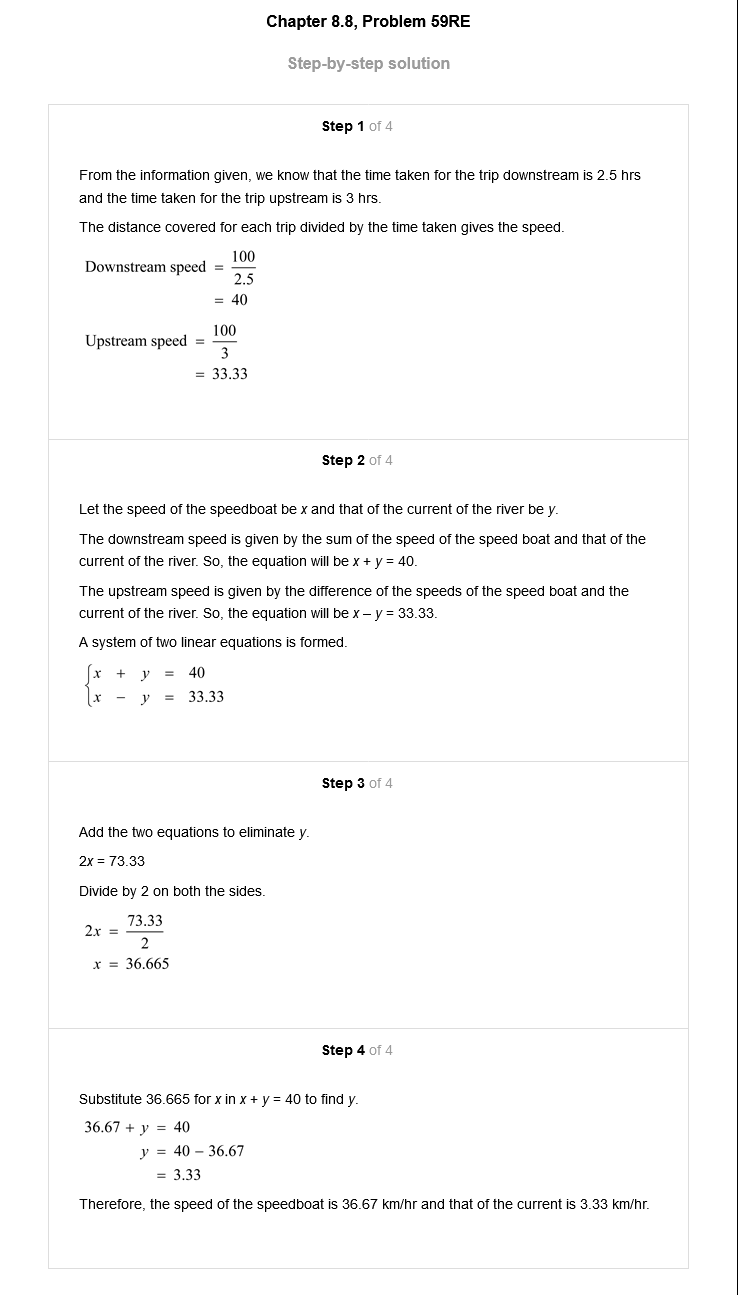 Chapter 8.8, Problem 59RE
Step-by-step solution
Step 1 of 4
From the information given, we know that the time taken for the trip downstream is 2.5 hrs
and the time taken for the trip upstream is 3 hrs.
The distance covered for each trip divided by the time taken gives the speed.
Downstream speed = 100/2.5
= 40
Upstream speed = 100/3
= 33.33
Step 2 of 4
Let the speed of the speedboat be x and that of the current of the river be y.
The downstream speed is given by the sum of the speed of the speed boat and that of the
current of the river. So, the equation will be x + y = 40.
The upstream speed is given by the difference of the speeds of the speed boat and the
current of the river. So, the equation will be x – y = 33.33.
A system of two linear equations is formed.
x + y = 40
x − y = 33.33
Step 3 of 4
Add the two equations to eliminate y.
2x = 73.33
Divide by 2 on both the sides.
2x = 73.33/2
x = 36.665
Step 4 of 4
Substitute 36.665 for x in x + y = 40 to find y.
36.67 + y = 40
y = 40 − 36.67
= 3.33
Therefore, the speed of the speedboat is 36.67 km/hr and that of the current is 3.33 km/hr.